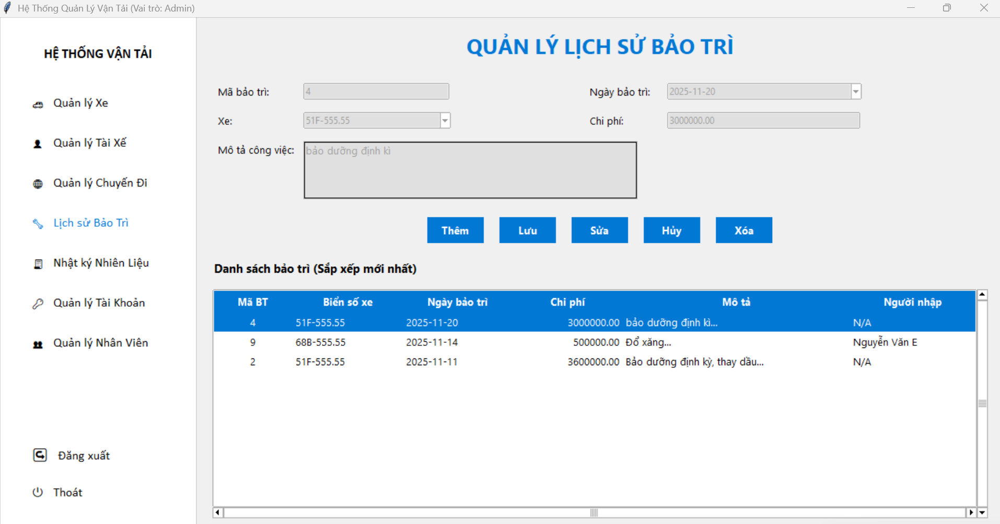 Hệ Thống Quản Lý Vận Tải (Vai trò: Admin)
HỆ THỐNG VẬN TẢI
Quản lý Xe
Quản lý Tài Xế
Quản lý Chuyến Đi
Lịch sử Bảo Trì
Nhật ký Nhiên Liệu
Quản lý Tài Khoản
Quản lý Nhân Viên
Đăng xuất
Thoát
QUẢN LÝ LỊCH SỬ BẢO TRÌ
Mã bảo trì: 4 Ngày bảo trì: 2025-11-20
Xe: 51F-555.55 Chi phí: 3000000.00
Mô tả công việc: bảo dưỡng định kì
Thêm Lưu Sửa Hủy Xóa
Danh sách bảo trì (Sắp xếp mới nhất)
Mã BT Biển số xe Ngày bảo trì Chi phí Mô tả Người nhập
4 51F-555.55 2025-11-20 3000000.00 bảo dưỡng định kì... N/A
9 68B-555.55 2025-11-14 500000.00 Đổ xăng... Nguyễn Văn E
2 51F-555.55 2025-11-11 3600000.00 Bảo dưỡng định kỳ, thay dầu... N/A